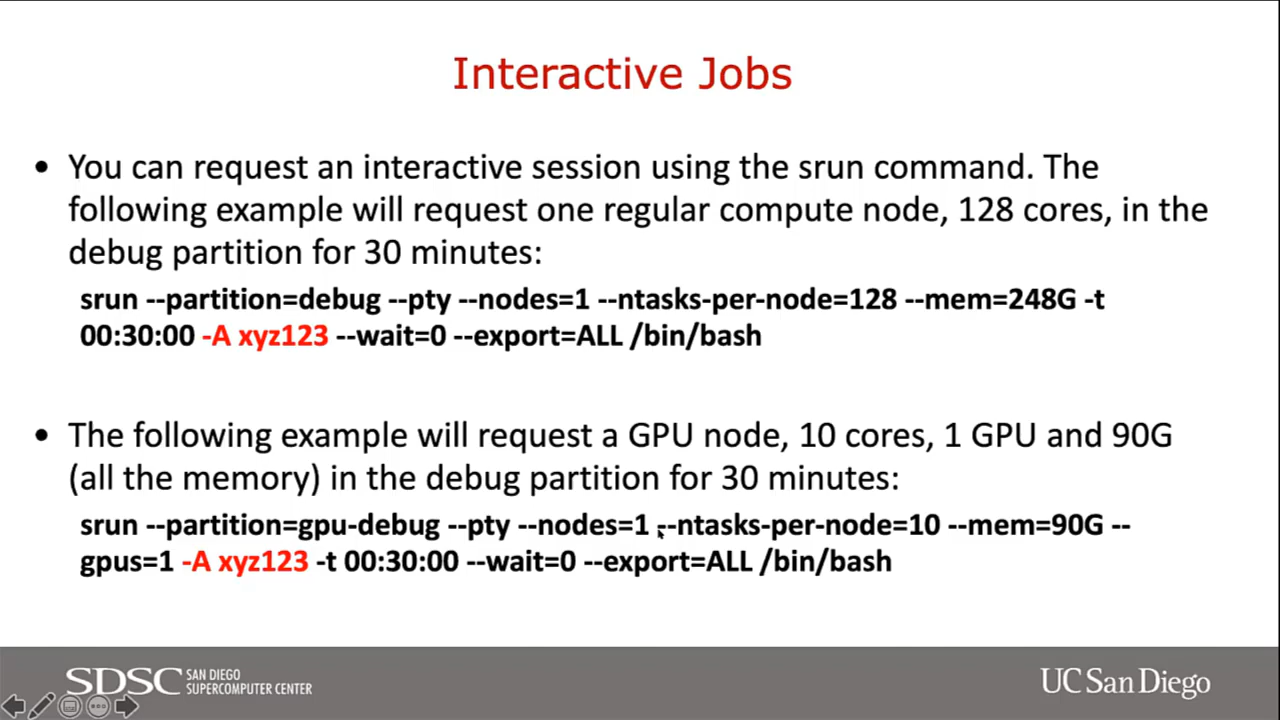 Interactive Jobs
• You can request an interactive session using the srun command. The
following example will request one regular compute node, 128 cores, in the
debug partition for 30 minutes:
srun --partition=debug --pty --nodes=1 --ntasks-per-node=128 --mem=248G -t
00:30:00 -A xyz123 --wait=0 --export=ALL /bin/bash
• The following example will request a GPU node, 10 cores, 1 GPU and 90G
(all the memory) in the debug partition for 30 minutes:
srun --partition=gpu-debug --pty --nodes=1 --ntasks-per-node=10 --mem=90G --
gpus=1 -A xyz123 -t 00:30:00 --wait=0 --export=ALL /bin/bash
SDSC SAN DIEGO
SUPERCOMPUTER CENTER
UC San Diego